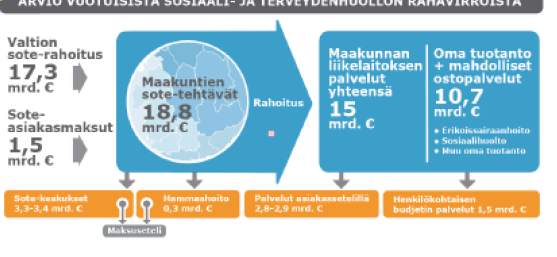 ARVIO VUOTUISISTA SOSIAALI- JA TERVEYDENHUOLLON RAHAVIRROISTA
Valtion
sote-rahoitus
17,3
mrd. €
Sote-
asiakasmaksut
1,5
mrd. €
Maakuntien
sote-tehtävät
18,8
mrd. €
Rahoitus
Maakunnan
liikelaitoksen
palvelut
yhteensä
15
mrd. €
Oma tuotanto
+ mahdolliset
ostopalvelut
10,7
mrd. €
• Erikoissairaanhoito
• Sosiaalihuolto
• Muu oma tuotanto
Sote-keskukset
3,3–3,4 mrd. €
Hammashoito
0,3 mrd. €
Palvelut asiakassetelillä
2,8–2,9 mrd. €
Henkilökohtaisen
budjetin palvelut 1,5 mrd. €
Maksuseteli